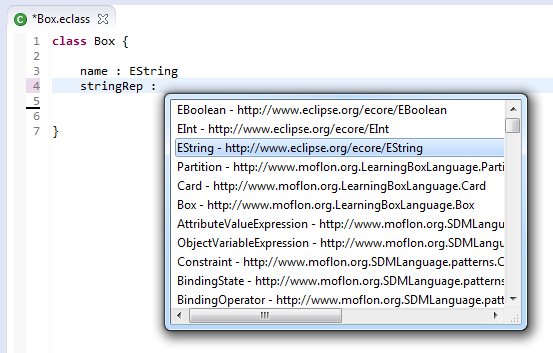 C *Box.eclass
1 class Box {
2
3 name : EString
4 stringRep :
5
6
7 }
EBoolean - http://www.eclipse.org/ecore/EBoolean
EInt - http://www.eclipse.org/ecore/EInt
EString - http://www.eclipse.org/ecore/EString
Partition - http://www.moflon.org.LearningBoxLanguage.Parti
Card - http://www.moflon.org.LearningBoxLanguage.Card
Box - http://www.moflon.org.LearningBoxLanguage.Box
AttributeValueExpression - http://www.moflon.org.SDMLangu
ObjectVariableExpression - http://www.moflon.org.SDMLangu
Constraint - http://www.moflon.org.SDMLanguage.patterns.C
BindingState - http://www.moflon.org.SDMLanguage.patterns
BindingOperator - http://www.moflon.org.SDMLanguage.patt